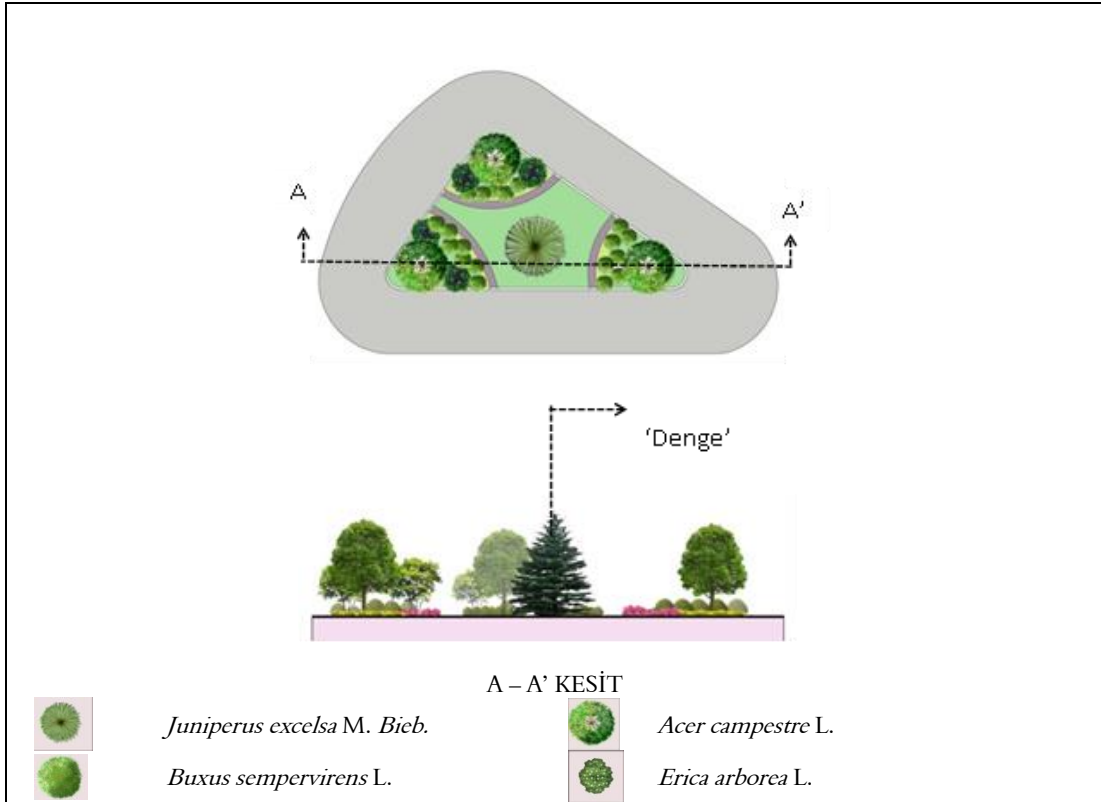 A
A'
'Denge'
A – A' KESİT
Juniperus excelsa M. Bieb.
Acer campestre L.
Buxus sempervirens L.
Erica arborea L.